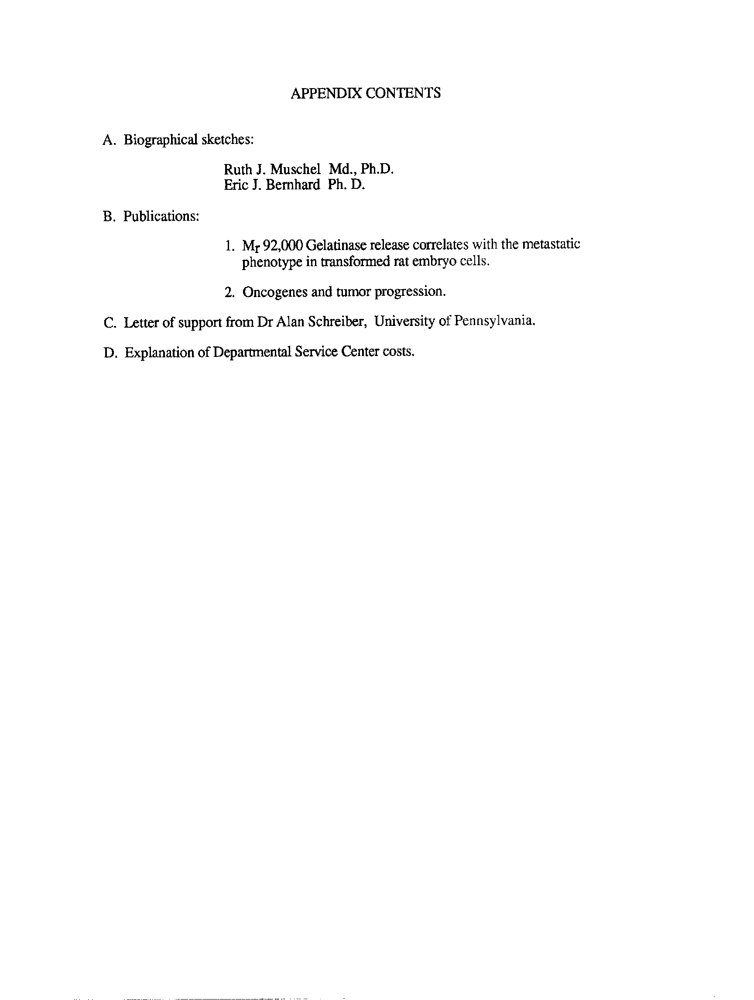 APPENDIX CONTENTS
A. Biographical sketches:
Ruth J. Muschel Md., Ph.D.
Eric J. Bernhard Ph. D.
B. Publications:
1. Mr 92,000 Gelatinase release correlates with the metastatic
phenotype in transformed rat embryo cells.
2. Oncogenes and tumor progression.
C. Letter of support from Dr Alan Schreiber, University of Pennsylvania.
D. Explanation of Departmental Service Center costs.